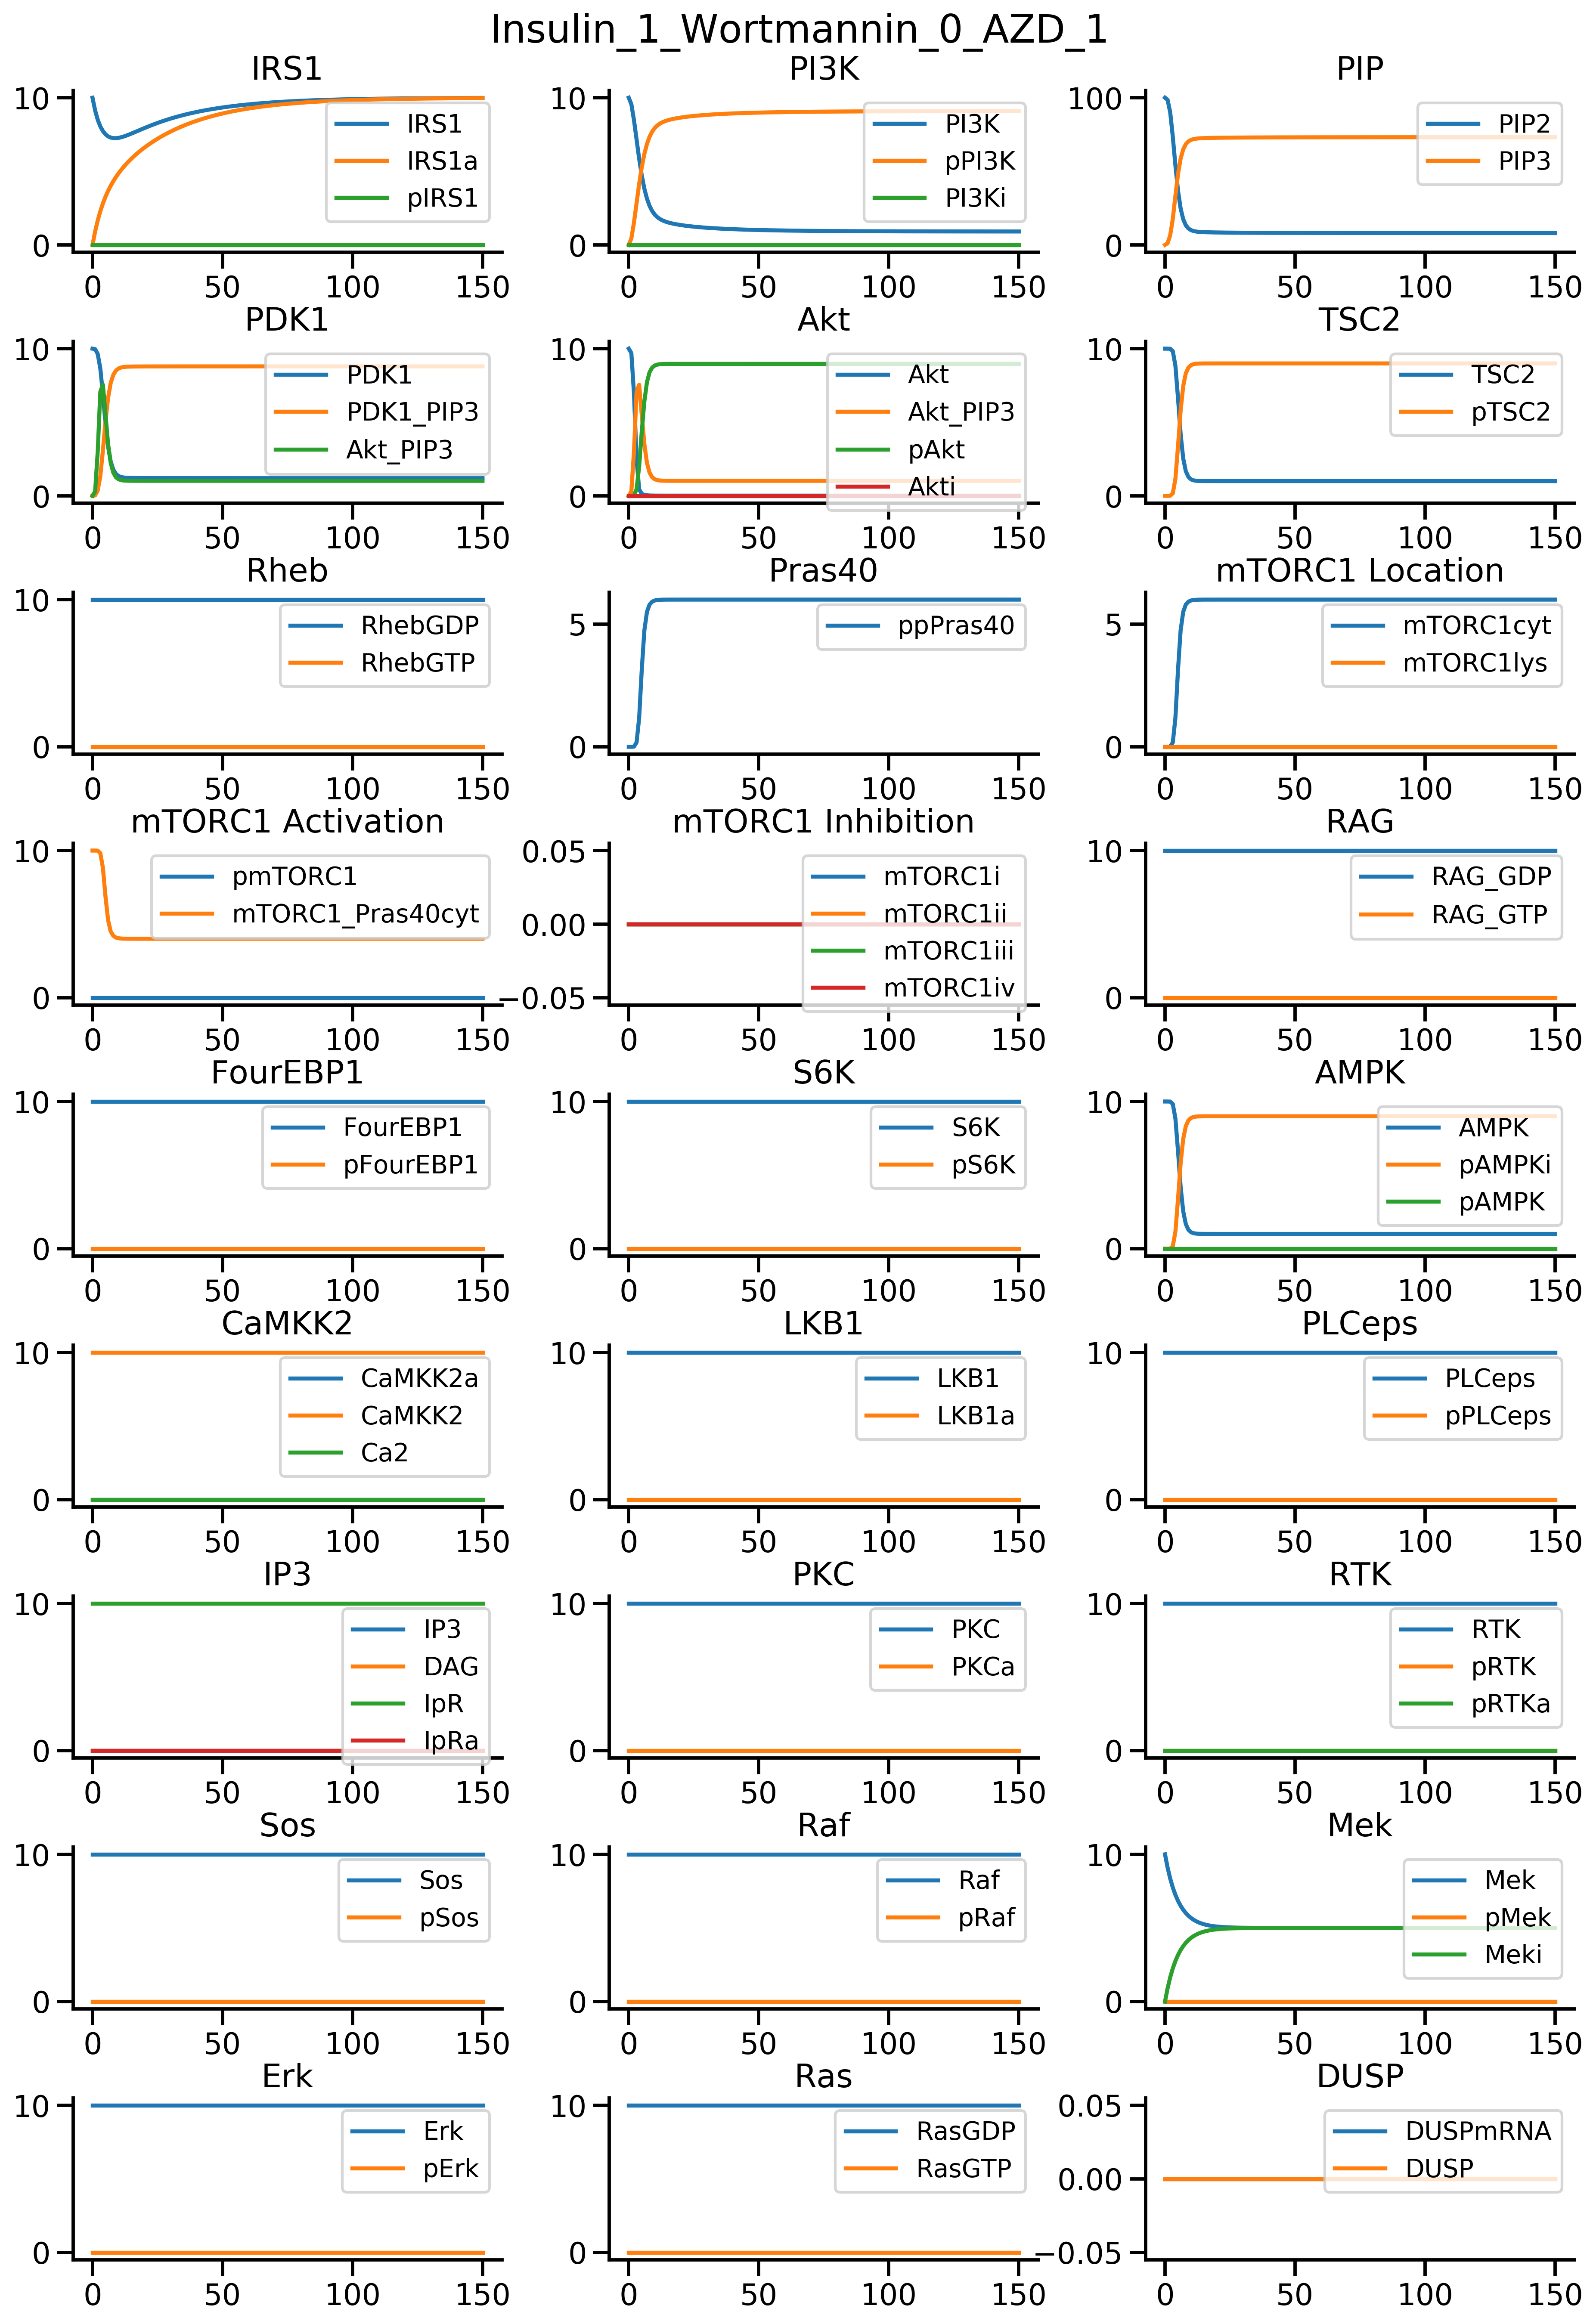 Insulin_1_Wortmannin_0_AZD_1
IRS1
10
0
0 50 100 150
IRS1
IRS1a
pIRS1
PI3K
10
0
0 50 100 150
PI3K
pPI3K
PI3Ki
PIP
100
0
0 50 100 150
PIP2
PIP3
PDK1
10
0
0 50 100 150
PDK1
PDK1_PIP3
Akt_PIP3
Akt
10
0
0 50 100 150
Akt
Akt_PIP3
pAkt
Akti
TSC2
10
0
0 50 100 150
TSC2
pTSC2
Rheb
10
0
0 50 100 150
RhebGDP
RhebGTP
Pras40
5
0
0 50 100 150
ppPras40
mTORC1 Location
5
0
0 50 100 150
mTORC1cyt
mTORC1lys
mTORC1 Activation
10
0
0 50 100 150
pmTORC1
mTORC1_Pras40cyt
mTORC1 Inhibition
0.05
0.00
−0.05
0 50 100 150
mTORC1i
mTORC1ii
mTORC1iii
mTORC1iv
RAG
10
0
0 50 100 150
RAG_GDP
RAG_GTP
FourEBP1
10
0
0 50 100 150
FourEBP1
pFourEBP1
S6K
10
0
0 50 100 150
S6K
pS6K
AMPK
10
0
0 50 100 150
AMPK
pAMPKi
pAMPK
CaMKK2
10
0
0 50 100 150
CaMKK2a
CaMKK2
Ca2
LKB1
10
0
0 50 100 150
LKB1
LKB1a
PLCeps
10
0
0 50 100 150
PLCeps
pPLCeps
IP3
10
0
0 50 100 150
IP3
DAG
IpR
IpRa
PKC
10
0
0 50 100 150
PKC
PKCa
RTK
10
0
0 50 100 150
RTK
pRTK
pRTKa
Sos
10
0
0 50 100 150
Sos
pSos
Raf
10
0
0 50 100 150
Raf
pRaf
Mek
10
0
0 50 100 150
Mek
pMek
Meki
Erk
10
0
0 50 100 150
Erk
pErk
Ras
10
0
0 50 100 150
RasGDP
RasGTP
DUSP
0.05
0.00
−0.05
0 50 100 150
DUSPmRNA
DUSP